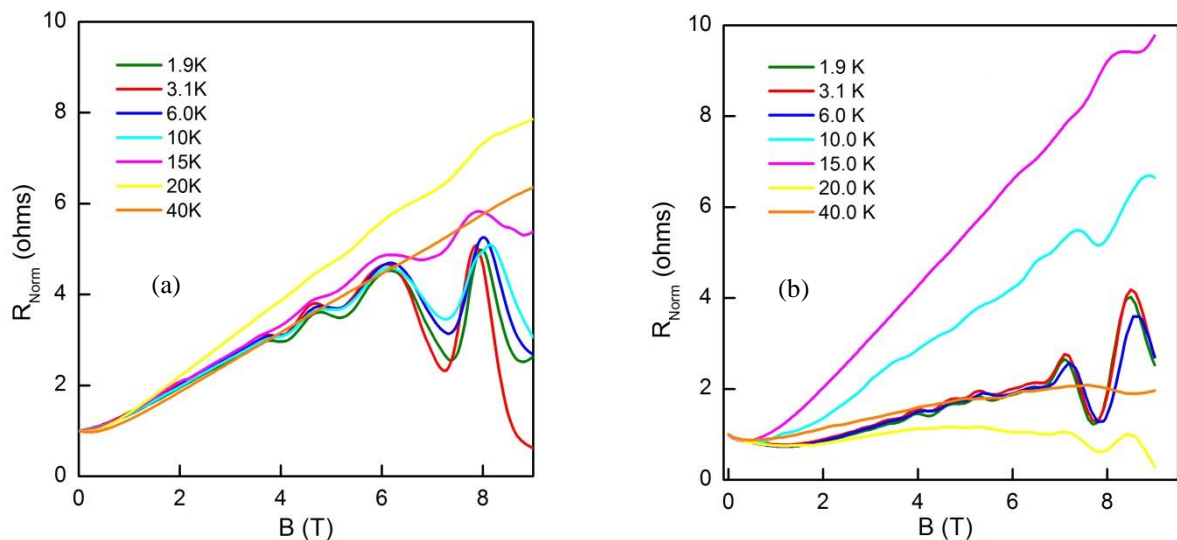 10
8
6
4
2
0
R_Norm (ohms)
1.9K
3.1K
6.0K
10K
15K
20K
40K
(a)
0 2 4 6 8
B (T)
10
8
6
4
2
0
R_Norm (ohms)
1.9 K
3.1 K
6.0 K
10.0 K
15.0 K
20.0 K
40.0 K
(b)
0 2 4 6 8
B (T)